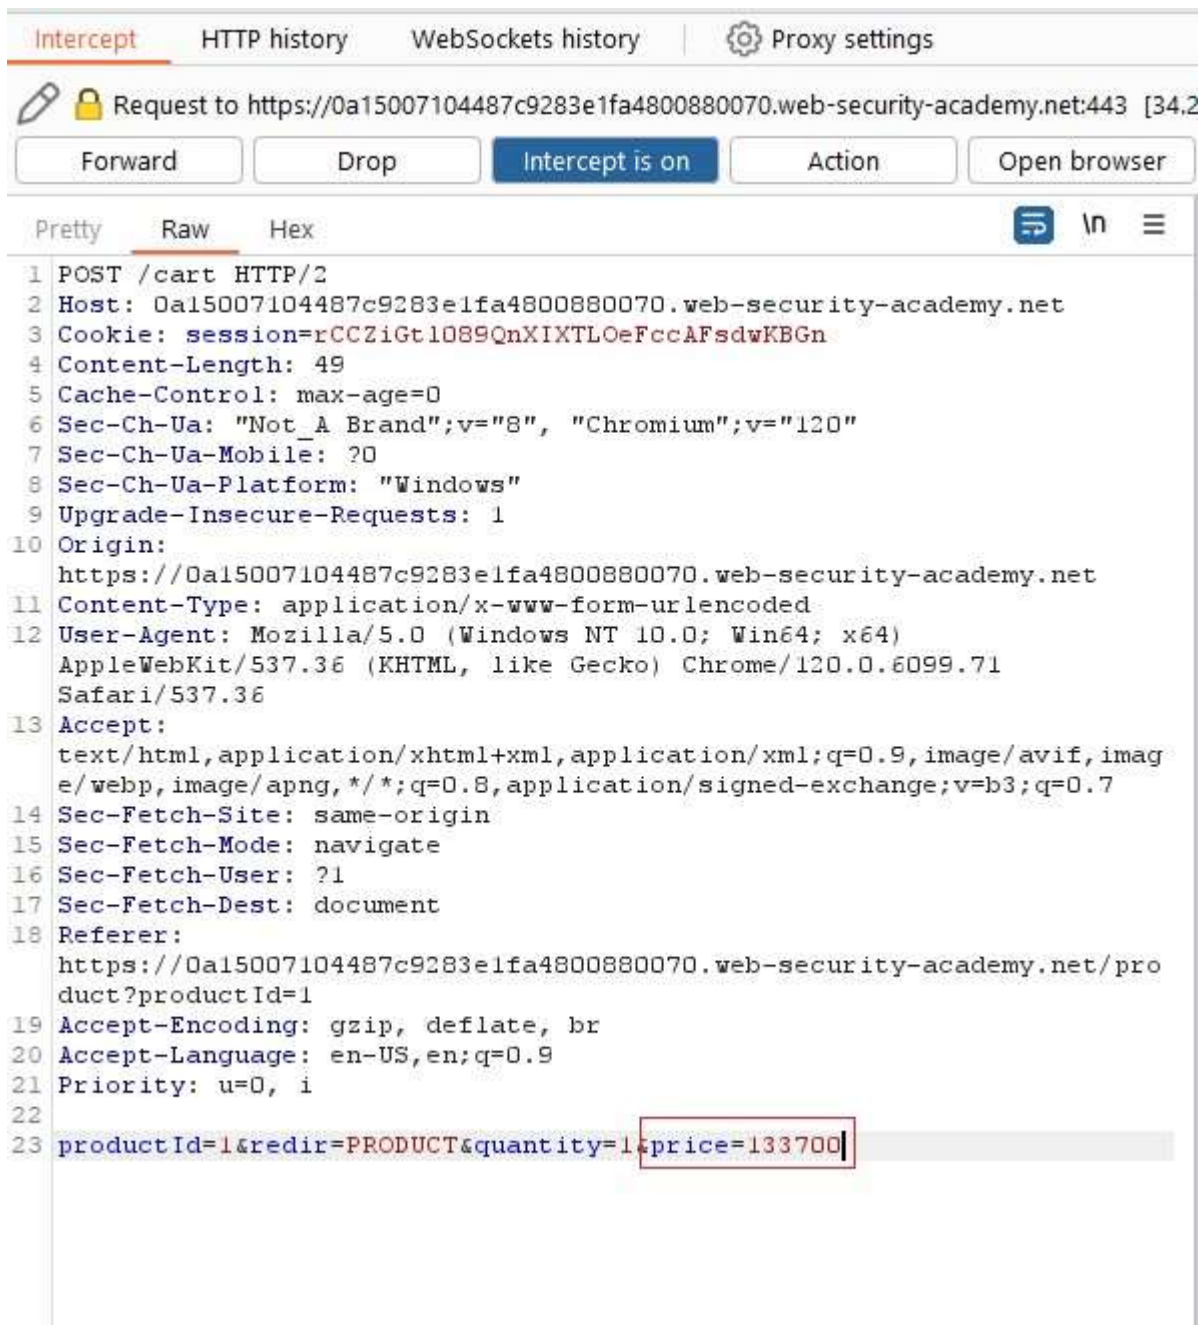 Intercept HTTP history WebSockets history Proxy settings
Request to https://0a15007104487c9283e1fa4800880070.web-security-academy.net:443 [34.2
Forward Drop Intercept is on Action Open browser
Pretty Raw Hex \n
1 POST /cart HTTP/2
2 Host: 0a15007104487c9283e1fa4800880070.web-security-academy.net
3 Cookie: session=rCCZiGtlO89QnXIXTLOeFccAFsdwKBGn
4 Content-Length: 49
5 Cache-Control: max-age=0
6 Sec-Ch-Ua: "Not_A Brand";v="8", "Chromium";v="120"
7 Sec-Ch-Ua-Mobile: ?0
8 Sec-Ch-Ua-Platform: "Windows"
9 Upgrade-Insecure-Requests: 1
10 Origin:
https://0a15007104487c9283e1fa4800880070.web-security-academy.net
11 Content-Type: application/x-www-form-urlencoded
12 User-Agent: Mozilla/5.0 (Windows NT 10.0; Win64; x64)
AppleWebKit/537.36 (KHTML, like Gecko) Chrome/120.0.6099.71
Safari/537.36
13 Accept:
text/html,application/xhtml+xml,application/xml;q=0.9,image/avif,imag
e/webp,image/apng,*/*;q=0.8,application/signed-exchange;v=b3;q=0.7
14 Sec-Fetch-Site: same-origin
15 Sec-Fetch-Mode: navigate
16 Sec-Fetch-User: ?1
17 Sec-Fetch-Dest: document
18 Referer:
https://0a15007104487c9283e1fa4800880070.web-security-academy.net/pro
duct?productId=1
19 Accept-Encoding: gzip, deflate, br
20 Accept-Language: en-US,en;q=0.9
21 Priority: u=0, i
22
23 productId=1&redir=PRODUCT&quantity=1&price=133700